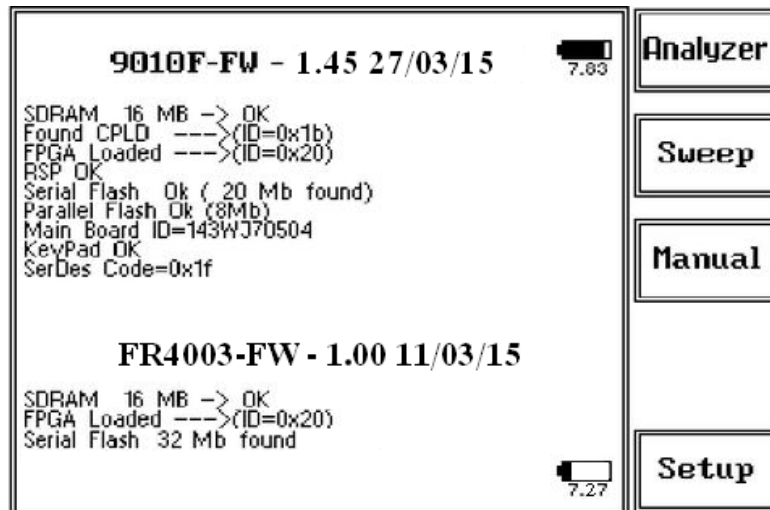 9010F-FW - 1.45 27/03/15
7.83
SDRAM 16 MB -> OK
Found CPLD --->(ID=0x1b)
FPGA Loaded --->(ID=0x20)
RSP OK
Serial Flash Ok ( 20 Mb found)
Parallel Flash Ok (8Mb)
Main Board ID=143WJ70504
KeyPad OK
SerDes Code=0x1f
FR4003-FW - 1.00 11/03/15
SDRAM 16 MB -> OK
FPGA Loaded --->(ID=0x20)
Serial Flash 32 Mb found
7.27
Analyzer
Sweep
Manual
Setup